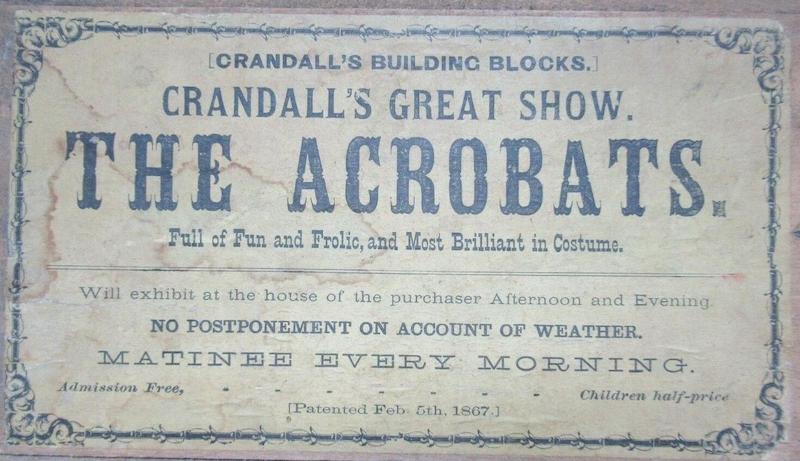 [CRANDALL'S BUILDING BLOCKS.]
CRANDALL'S GREAT SHOW.
THE ACROBATS.
Full of Fun and Frolic, and Most Brilliant in Costume.
Will exhibit at the house of the purchaser Afternoon and Evening.
NO POSTPONEMENT ON ACCOUNT OF WEATHER.
MATINEE EVERY MORNING.
Admission Free, - - - - - - - - Children half-price
[Patented Feb. 5th, 1867.]